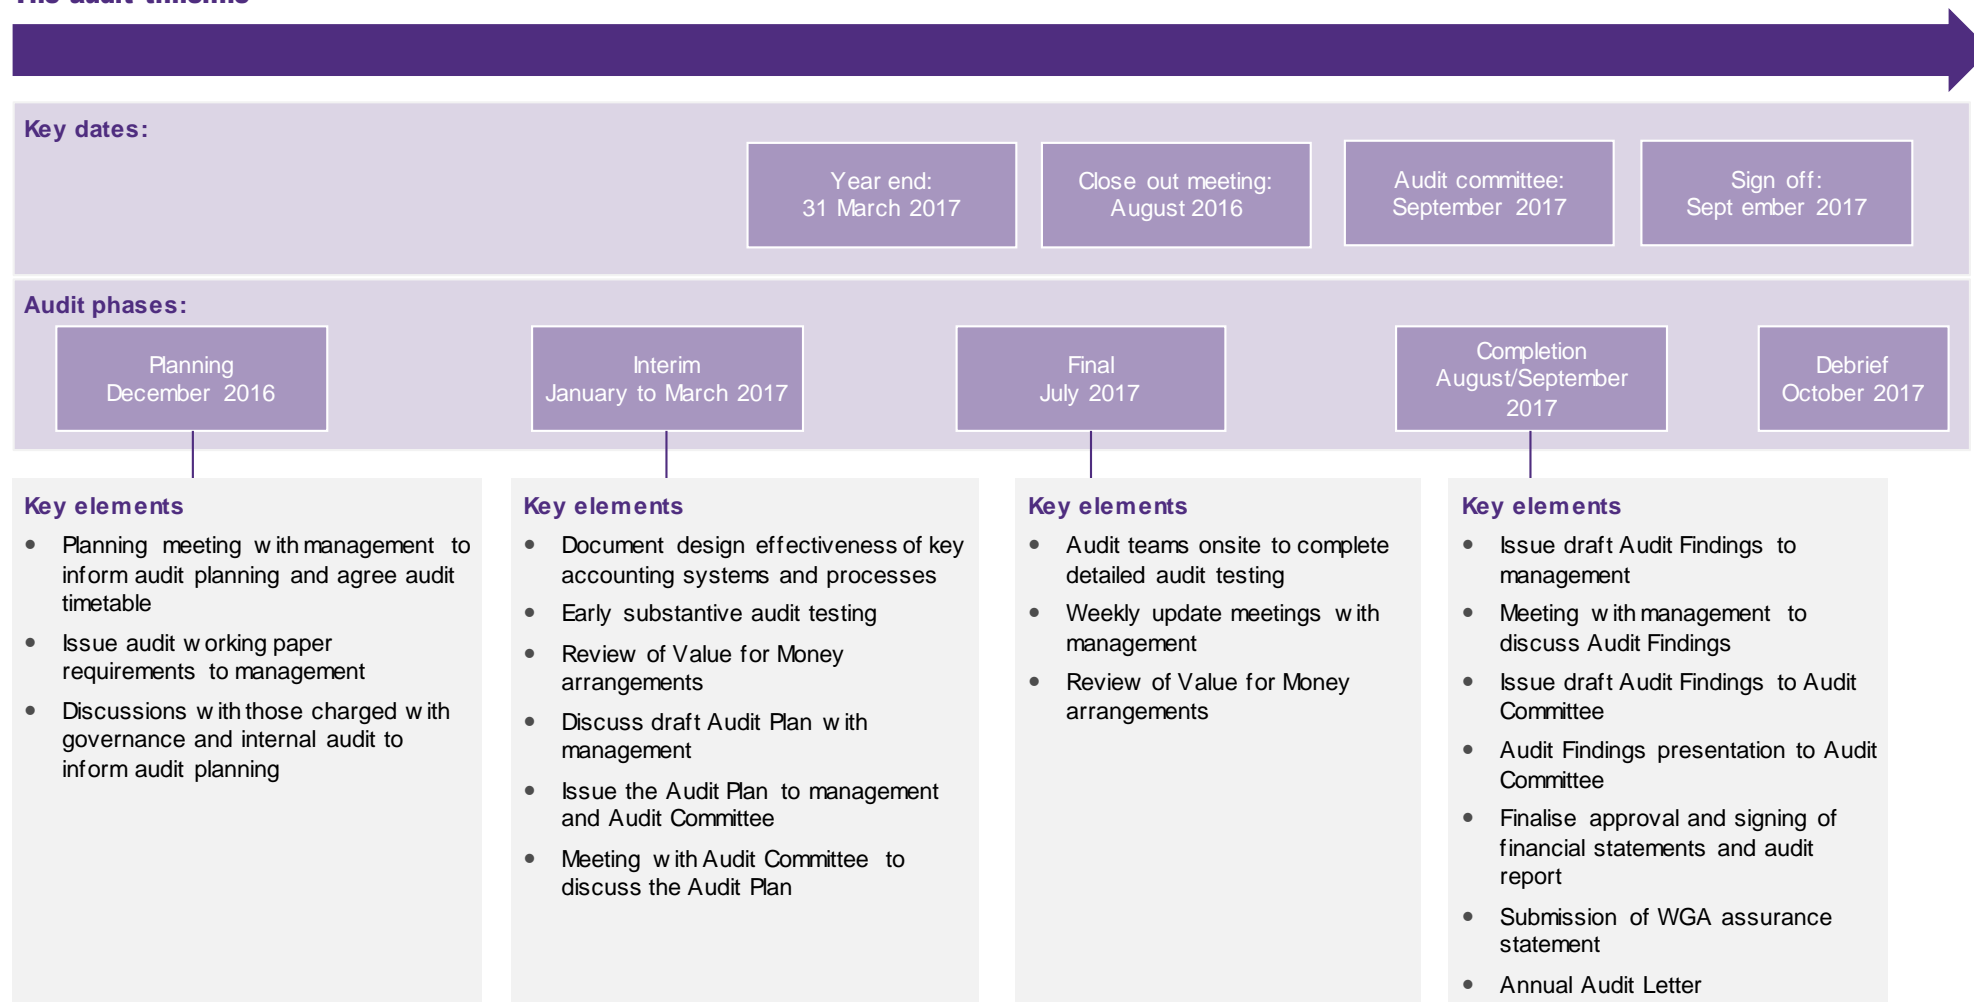 The audit timeline
Key dates:
Year end:
31 March 2017
Close out meeting:
August 2016
Audit committee:
September 2017
Sign off:
Sept ember 2017
Audit phases:
Planning
December 2016
Interim
January to March 2017
Final
July 2017
Completion
August/September
2017
Debrief
October 2017
Key elements
• Planning meeting with management to
inform audit planning and agree audit
timetable
• Issue audit working paper
requirements to management
• Discussions with those charged with
governance and internal audit to
inform audit planning
Key elements
• Document design effectiveness of key
accounting systems and processes
• Early substantive audit testing
• Review of Value for Money
arrangements
• Discuss draft Audit Plan with
management
• Issue the Audit Plan to management
and Audit Committee
• Meeting with Audit Committee to
discuss the Audit Plan
Key elements
• Audit teams onsite to complete
detailed audit testing
• Weekly update meetings with
management
• Review of Value for Money
arrangements
Key elements
• Issue draft Audit Findings to
management
• Meeting with management to
discuss Audit Findings
• Issue draft Audit Findings to Audit
Committee
• Audit Findings presentation to Audit
Committee
• Finalise approval and signing of
financial statements and audit
report
• Submission of WGA assurance
statement
• Annual Audit Letter